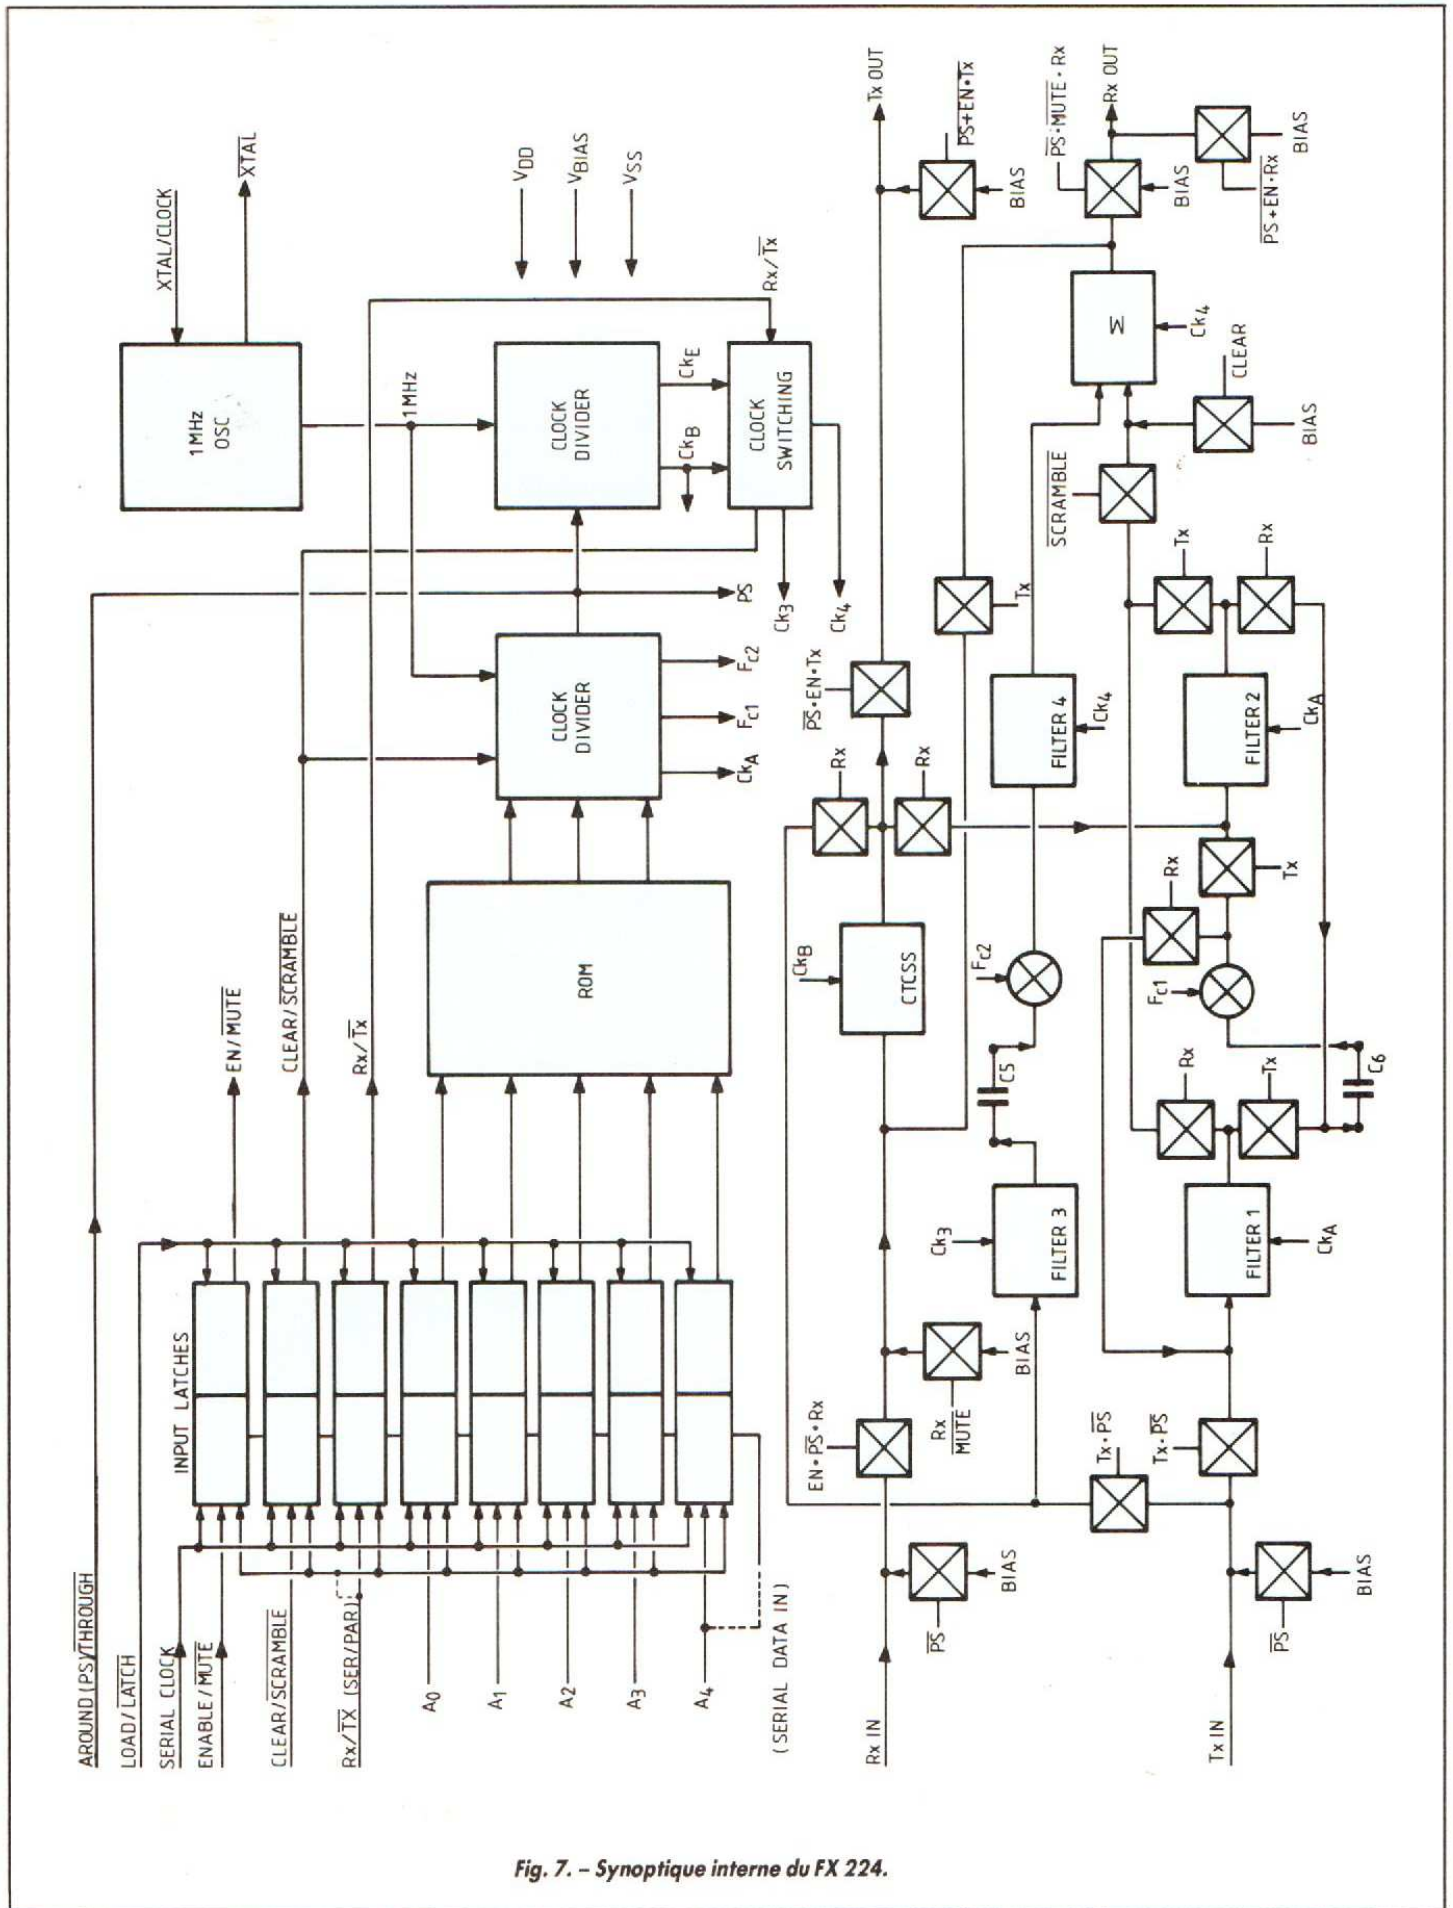 XTAL/CLOCK
XTAL
1MHz
OSC
1MHz
VDD
VBIAS
VSS
CLOCK
DIVIDER
CkE
CkB
Rx/Tx
CLOCK
SWITCHING
CLOCK
DIVIDER
PS
Fc2
Fc1
CkA
Ck3
Ck4
ROM
EN/MUTE
CLEAR/SCRAMBLE
Rx/Tx
INPUT LATCHES
AROUND (PS)/THROUGH
LOAD/LATCH
SERIAL CLOCK
ENABLE/MUTE
CLEAR/SCRAMBLE
Rx/TX (SER/PAR)
A0
A1
A2
A3
A4
(SERIAL DATA IN)
Rx IN
PS
BIAS
EN•PS•Rx
Rx
MUTE
BIAS
CkB
CTCSS
Rx
Rx
PS•EN•Tx
Tx OUT
PS+EN•Tx
BIAS
Ck3
FILTER 3
C5
Fc2
FILTER 4
Ck4
Tx
Σ
Ck4
PS•MUTE•Rx
Rx OUT
BIAS
PS+EN•Rx
BIAS
SCRAMBLE
CLEAR
BIAS
Tx IN
PS
BIAS
Tx•PS
Tx•PS
FILTER 1
CkA
Rx
Tx
C6
Fc1
Rx
Tx
FILTER 2
CkA
Tx
Rx
Fig. 7. – Synoptique interne du FX 224.